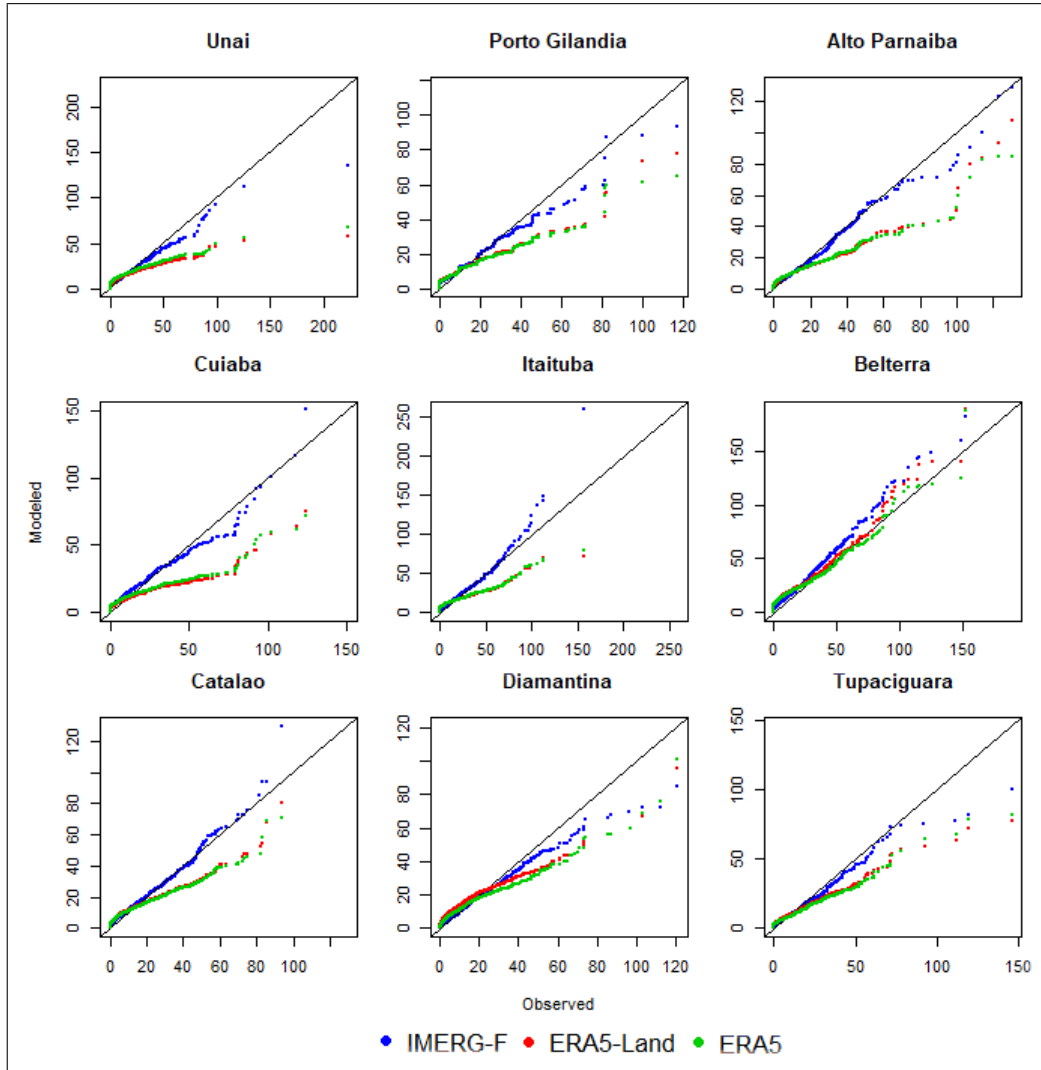 Unai
Porto Gilandia
Alto Parnaiba
0 50 100 150 200
0 50 100 150 200
0 20 40 60 80 100
0 20 40 60 80 100 120
0 20 40 60 80 120
0 20 40 60 80 100
Cuiaba
Itaituba
Belterra
Modeled
0 50 100 150
0 50 100 150
0 50 100 150 200 250
0 50 100 150 200 250
0 50 100 150
0 50 100 150
Catalao
Diamantina
Tupaciguara
0 20 40 60 80 120
0 20 40 60 80 100
0 20 40 60 80 120
0 20 40 60 80 100 120
0 50 100 150
0 50 100 150
Observed
IMERG-F ERA5-Land ERA5